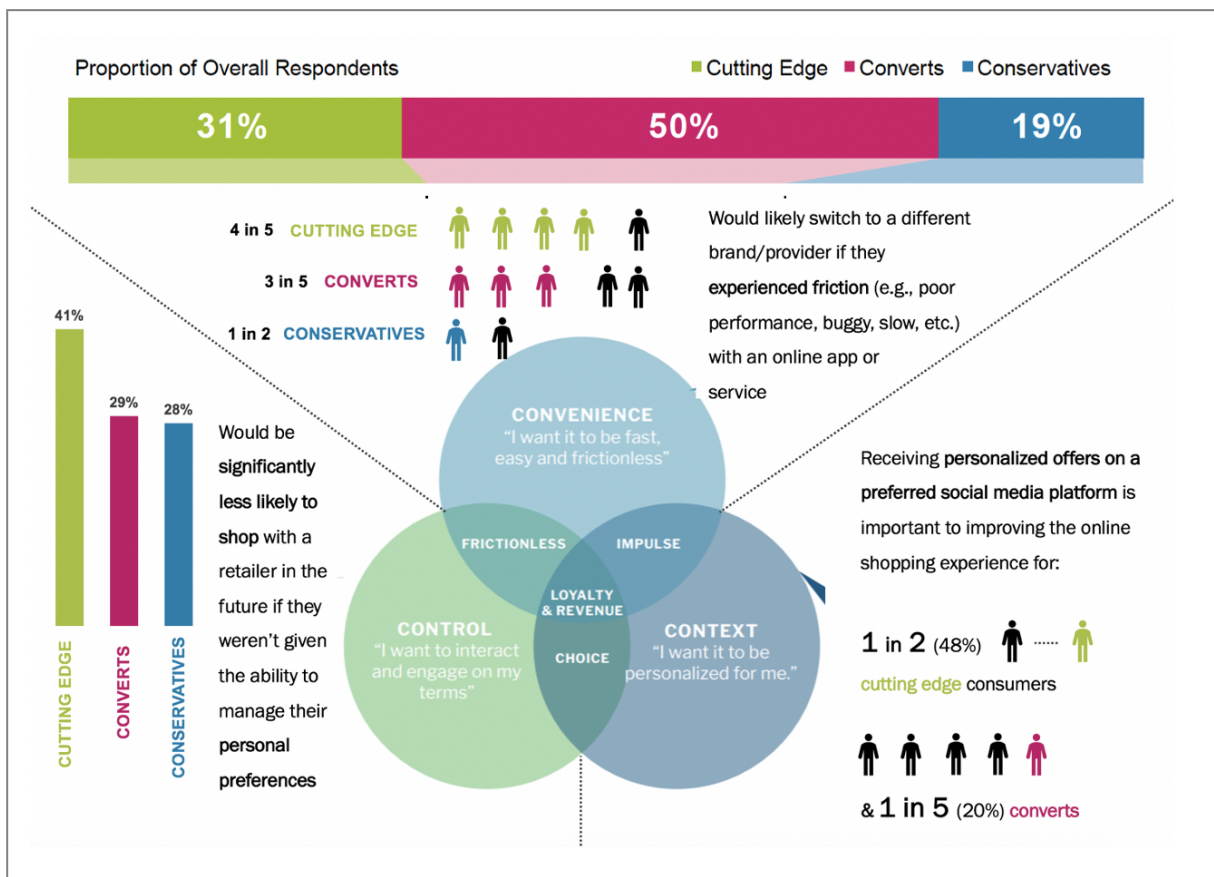 Proportion of Overall Respondents
Cutting Edge Converts Conservatives
31% 50% 19%
4 in 5 CUTTING EDGE
3 in 5 CONVERTS
1 in 2 CONSERVATIVES
Would likely switch to a different
brand/provider if they
experienced friction (e.g., poor
performance, buggy, slow, etc.)
with an online app or
service
41%
29%
28%
CUTTING EDGE
CONVERTS
CONSERVATIVES
Would be
significantly
less likely to
shop with a
retailer in the
future if they
weren't given
the ability to
manage their
personal
preferences
CONVENIENCE
"I want it to be fast,
easy and frictionless"
FRICTIONLESS
IMPULSE
LOYALTY
& REVENUE
CONTROL
"I want to interact
and engage on my
terms"
CHOICE
CONTEXT
"I want it to be
personalized for me."
Receiving personalized offers on a
preferred social media platform is
important to improving the online
shopping experience for:
1 in 2 (48%)
cutting edge consumers
& 1 in 5 (20%) converts